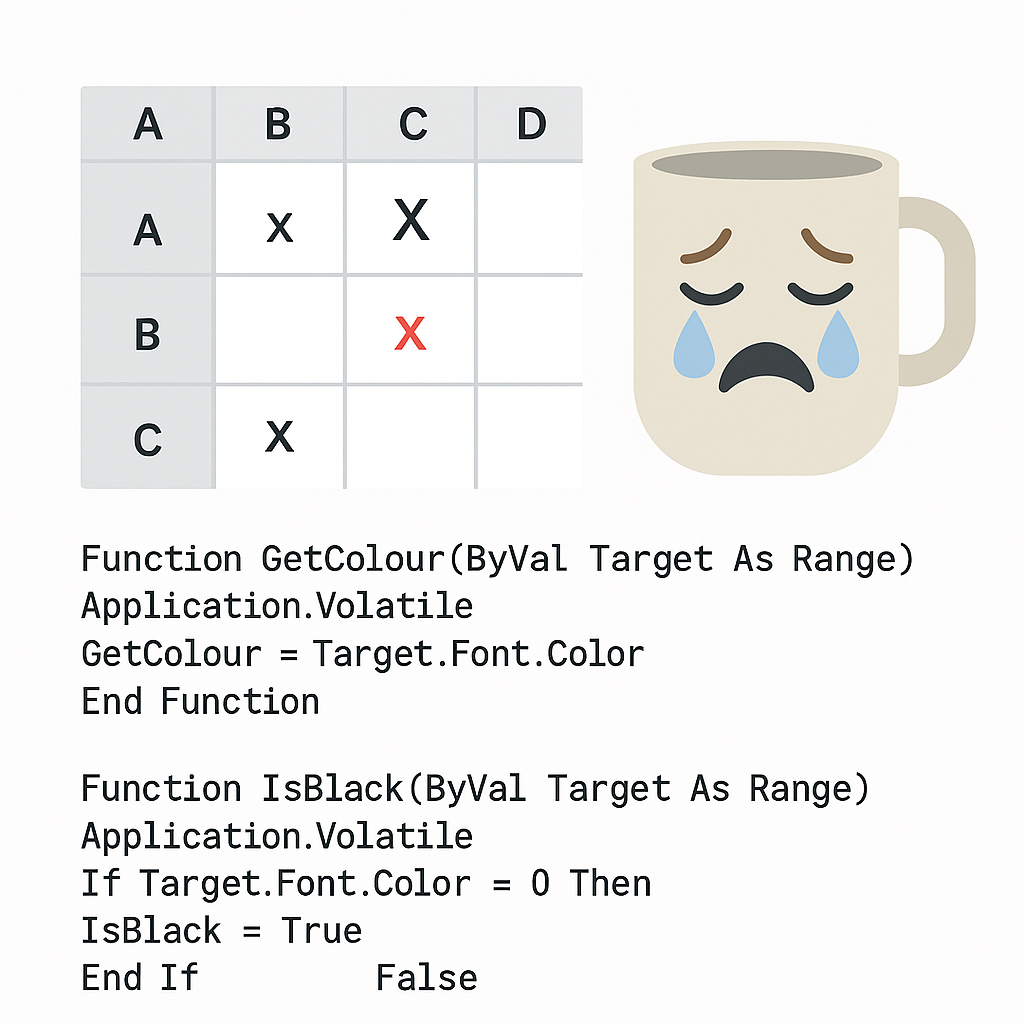 A B C D
A x X
B x
C x
Function GetColour(ByVal Target As Range)
Application.Volatile
GetColour = Target.Font.Color
End Function
Function IsBlack(ByVal Target As Range)
Application.Volatile
If Target.Font.Color = 0 Then
IsBlack = True
End If False